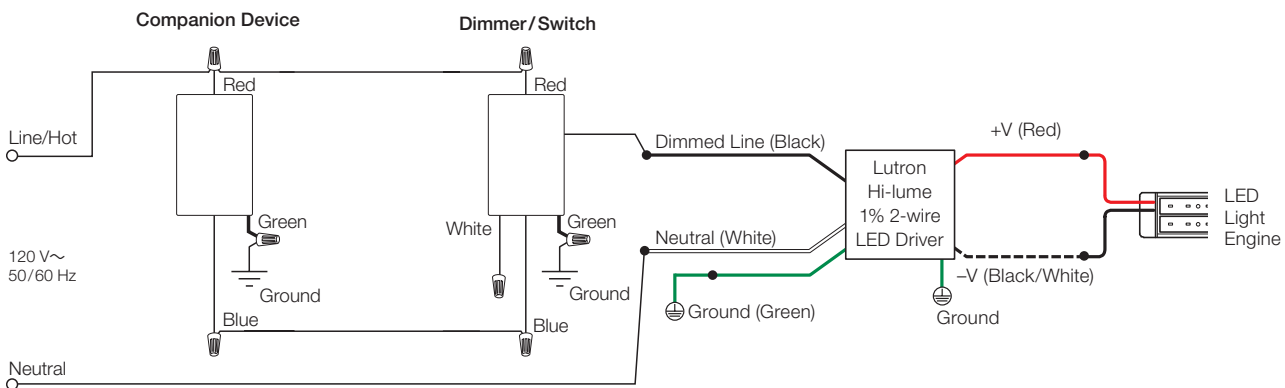 Companion Device
Dimmer/Switch
Red
Red
Line/Hot
+V (Red)
Dimmed Line (Black)
Lutron
Hi-lume
1% 2-wire
LED Driver
LED
Light
Engine
Green
White
Green
Neutral (White)
120 V~
50/60 Hz
Ground
Ground
Ground (Green)
–V (Black/White)
Ground
Blue
Blue
Neutral